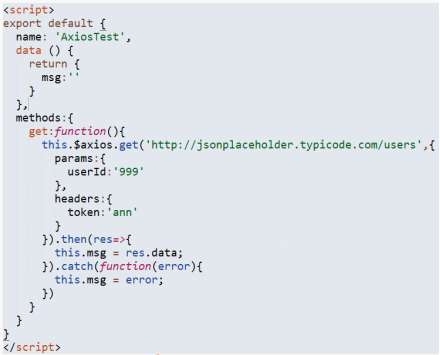 <script>
export default {
  name: 'AxiosTest',
  data () {
    return {
      msg:''
    }
  },
  methods:{
    get:function(){
      this.$axios.get('http://jsonplaceholder.typicode.com/users',{
        params:{
          userId:'999'
        },
        headers:{
          token:'ann'
        }
      }).then(res=>{
        this.msg = res.data;
      }).catch(function(error){
        this.msg = error;
      })
    }
  }
}
</script>